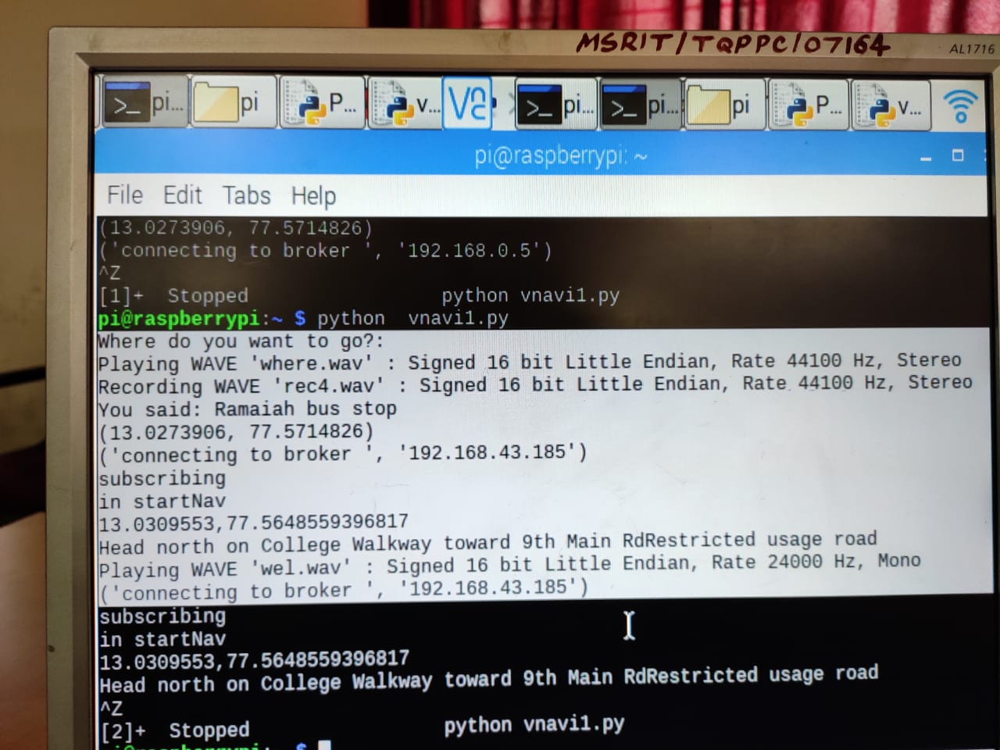 MSRIT/TQPPC/07164
AL1716
pi... pi P... v... VNC pi... pi... pi P... v...
pi@raspberrypi: ~
File Edit Tabs Help
(13.0273906, 77.5714826)
('connecting to broker ', '192.168.0.5')
^Z
[1]+  Stopped                 python vnavi1.py
pi@raspberrypi:~ $ python  vnavi1.py
Where do you want to go?:
Playing WAVE 'where.wav' : Signed 16 bit Little Endian, Rate 44100 Hz, Stereo
Recording WAVE 'rec4.wav' : Signed 16 bit Little Endian, Rate 44100 Hz, Stereo
You said: Ramaiah bus stop
(13.0273906, 77.5714826)
('connecting to broker ', '192.168.43.185')
subscribing
in startNav
13.0309553,77.5648559396817
Head north on College Walkway toward 9th Main RdRestricted usage road
Playing WAVE 'wel.wav' : Signed 16 bit Little Endian, Rate 24000 Hz, Mono
('connecting to broker ', '192.168.43.185')
subscribing
in startNav
13.0309553,77.5648559396817
Head north on College Walkway toward 9th Main RdRestricted usage road
^Z
[2]+  Stopped                 python vnavi1.py
pi@raspberrypi:~ $